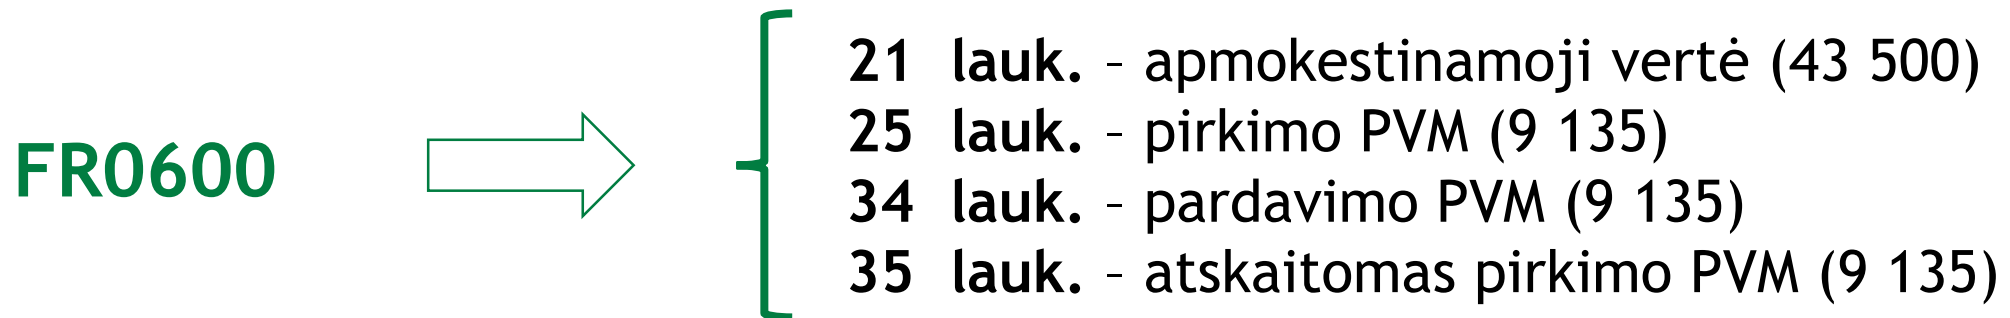 FR0600
21 lauk. – apmokestinamoji vertė (43 500)
25 lauk. – pirkimo PVM (9 135)
34 lauk. – pardavimo PVM (9 135)
35 lauk. – atskaitomas pirkimo PVM (9 135)